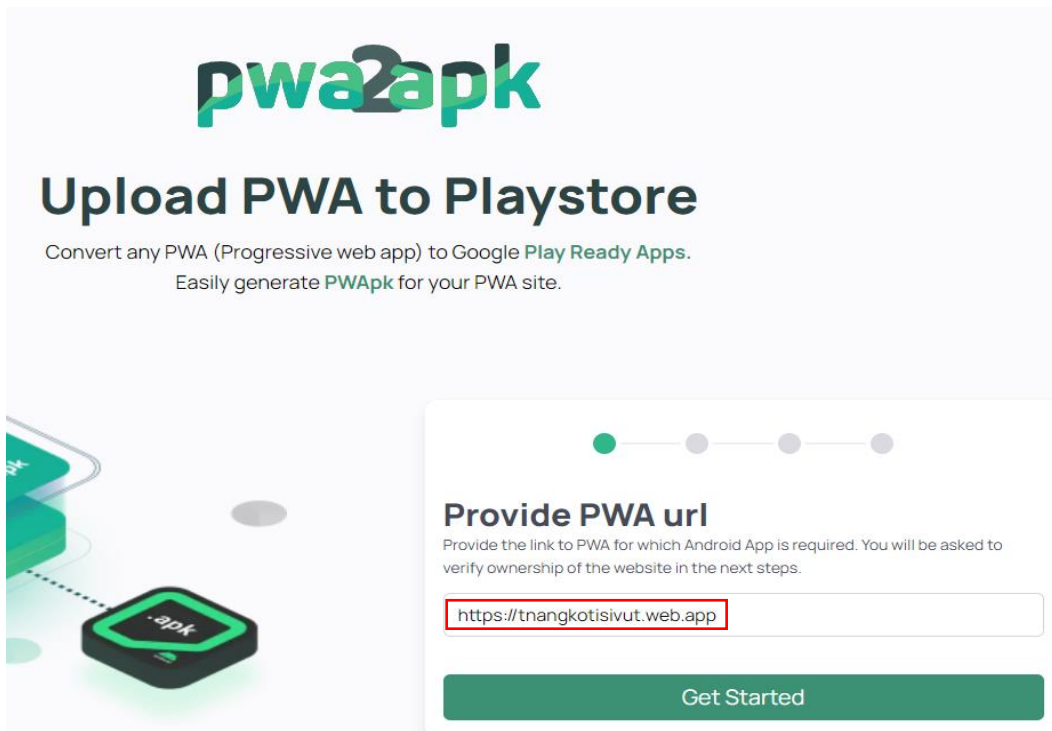 pwa2apk
Upload PWA to Playstore
Convert any PWA (Progressive web app) to Google Play Ready Apps.
Easily generate PWApk for your PWA site.
pk
.apk
Provide PWA url
Provide the link to PWA for which Android App is required. You will be asked to
verify ownership of the website in the next steps.
https://tnangkotisivut.web.app
Get Started